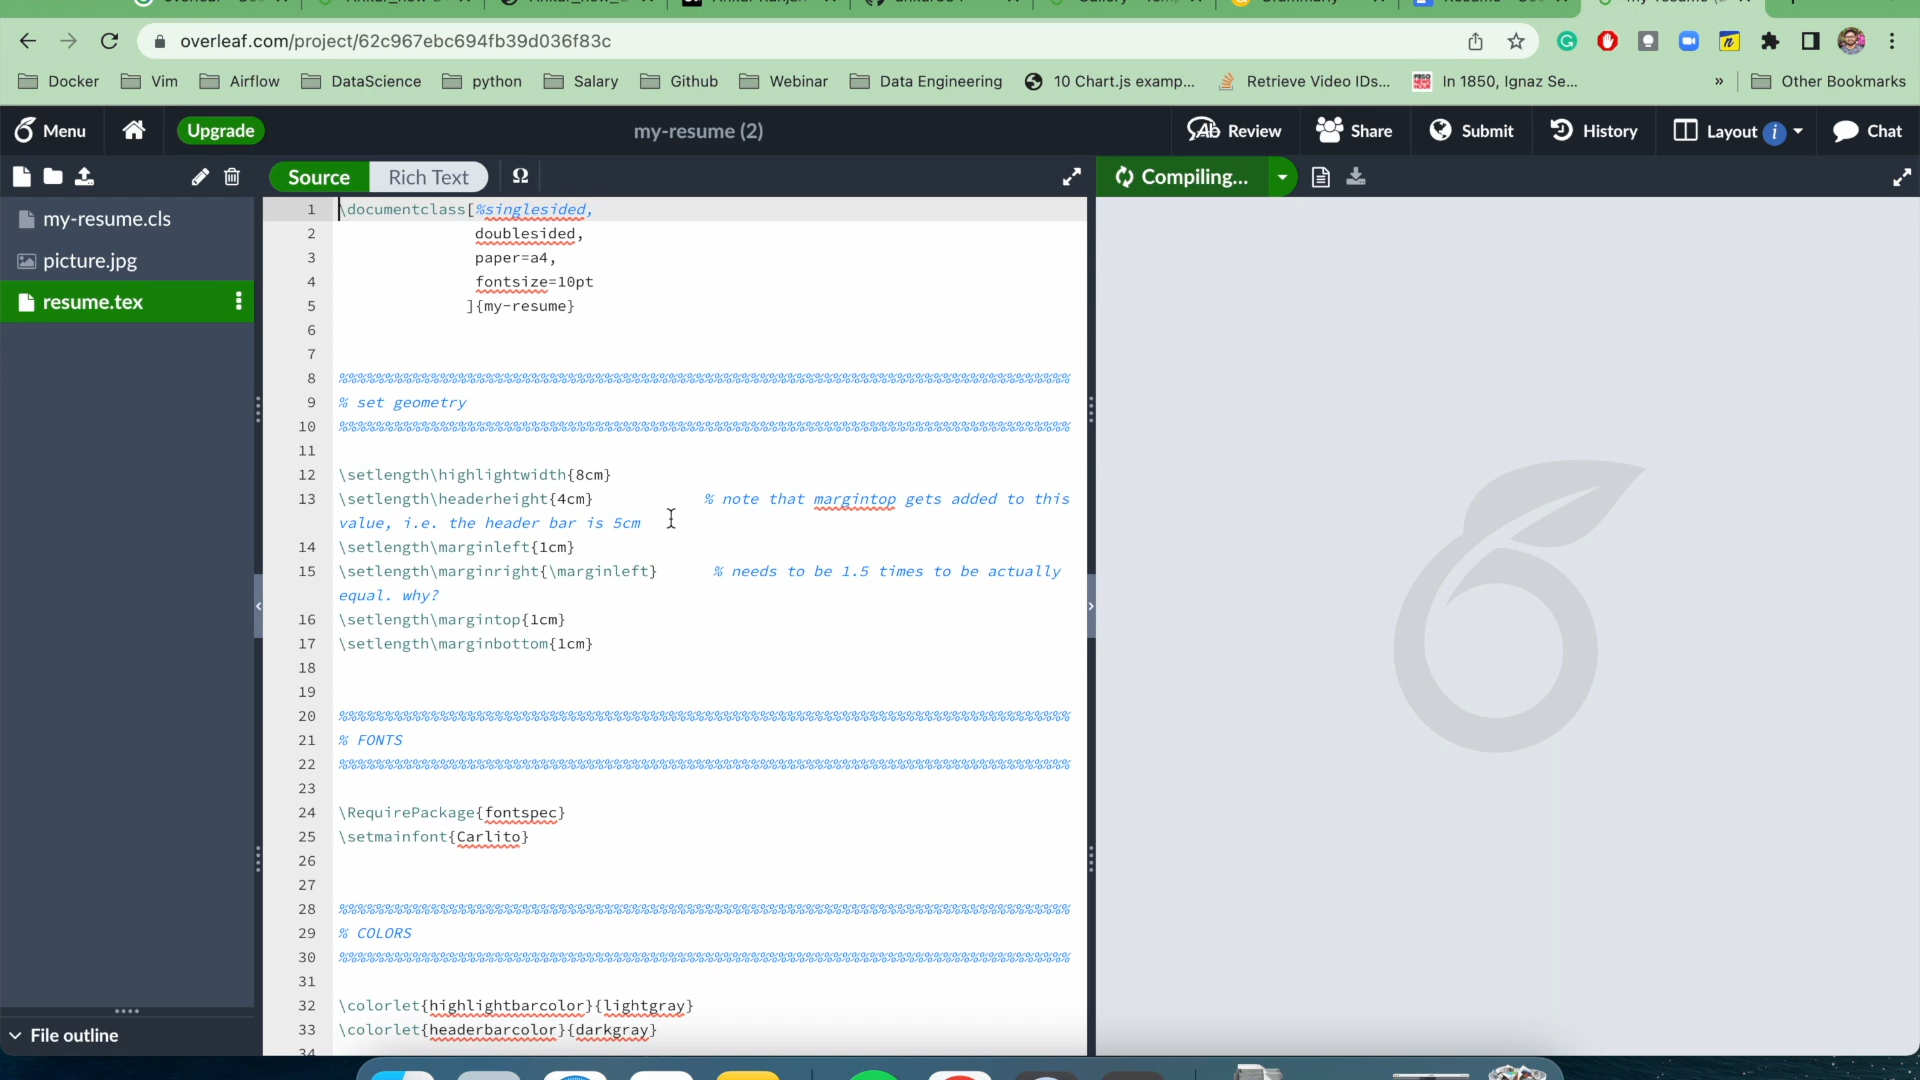 overleaf.com/project/62c967ebc694fb39d036f83c
Docker Vim Airflow DataScience python Salary Github Webinar Data Engineering 10 Chart.js examp... Retrieve Video IDs... In 1850, Ignaz Se... » Other Bookmarks
Menu Upgrade my-resume (2) Review Share Submit History Layout i Chat
Source Rich Text Ω Compiling...
my-resume.cls
picture.jpg
resume.tex
File outline
1 \documentclass[%singlesided,
2 doublesided,
3 paper=a4,
4 fontsize=10pt
5 ]{my-resume}
6
7
8 %%%%%%%%%%%%%%%%%%%%%%%%%%%%%%%%%%%%%%%%%%%%%%%%%%%%%%%%%%%%%%%%%%%%%%%%%%%%%%%%%%
9 % set geometry
10 %%%%%%%%%%%%%%%%%%%%%%%%%%%%%%%%%%%%%%%%%%%%%%%%%%%%%%%%%%%%%%%%%%%%%%%%%%%%%%%%%%
11
12 \setlength\highlightwidth{8cm}
13 \setlength\headerheight{4cm} % note that margintop gets added to this
value, i.e. the header bar is 5cm
14 \setlength\marginleft{1cm}
15 \setlength\marginright{\marginleft} % needs to be 1.5 times to be actually
equal. why?
16 \setlength\margintop{1cm}
17 \setlength\marginbottom{1cm}
18
19
20 %%%%%%%%%%%%%%%%%%%%%%%%%%%%%%%%%%%%%%%%%%%%%%%%%%%%%%%%%%%%%%%%%%%%%%%%%%%%%%%%%%
21 % FONTS
22 %%%%%%%%%%%%%%%%%%%%%%%%%%%%%%%%%%%%%%%%%%%%%%%%%%%%%%%%%%%%%%%%%%%%%%%%%%%%%%%%%%
23
24 \RequirePackage{fontspec}
25 \setmainfont{Carlito}
26
27
28 %%%%%%%%%%%%%%%%%%%%%%%%%%%%%%%%%%%%%%%%%%%%%%%%%%%%%%%%%%%%%%%%%%%%%%%%%%%%%%%%%%
29 % COLORS
30 %%%%%%%%%%%%%%%%%%%%%%%%%%%%%%%%%%%%%%%%%%%%%%%%%%%%%%%%%%%%%%%%%%%%%%%%%%%%%%%%%%
31
32 \colorlet{highlightbarcolor}{lightgray}
33 \colorlet{headerbarcolor}{darkgray}
34